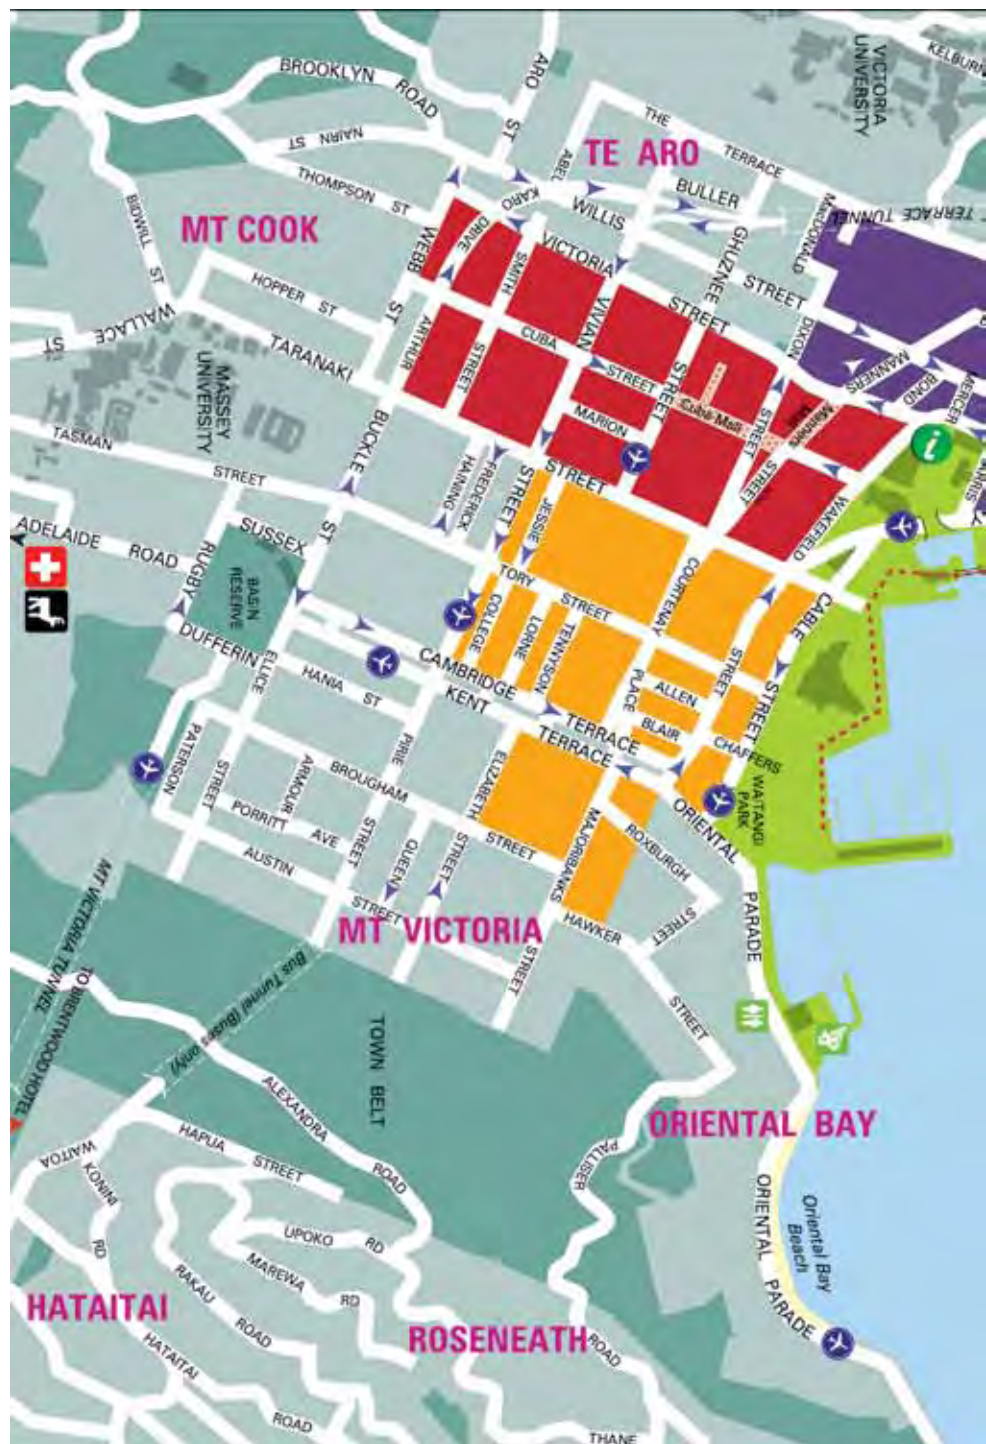 VICTORIA
UNIVERSITY
KELBURN
BROOKLYN
ROAD
ARO
ST
NAIRN ST
THE
TERRACE
TERRACE TUNNEL
TE ARO
ABEL
KARO
DRIVE
BULLER
WILLIS
STREET
THOMPSON ST
BIDWILL ST
MT COOK
WEBB
ST
VICTORIA
STREET
GHUZNEE
STREET
MacDONALD
SMITH
STREET
VIVIAN
STREET
DIXON
STREET
MANNERS
STREET
BOND
MERCER
HOPPER ST
WALLACE
ST
TARANAKI
STREET
ARTHUR
CUBA
STREET
MARION
Cuba Mall
Manners
Mall
i
HARRIS
WAKEFIELD
STREET
MASSEY
UNIVERSITY
BUCKLE
ST
TASMAN
STREET
HAINING
FREDERICK
JESSIE
ADELAIDE ROAD
RUGBY
SUSSEX
BASIN
RESERVE
TORY
STREET
COURTENAY
PLACE
CABLE
STREET
COLLEGE
LORNE
TENNYSON
DUFFERIN
ELLICE
STREET
HANIA ST
CAMBRIDGE
TERRACE
KENT
TERRACE
ALLEN
BLAIR
CHAFFERS
WAITANGI
PARK
PATERSON
ARMOUR
BROUGHAM
STREET
PIRIE
STREET
ELIZABETH
STREET
MAJORIBANKS
STREET
ROXBURGH
STREET
ORIENTAL
PARADE
PORRITT AVE
AUSTIN
STREET
QUEEN
MT VICTORIA
HAWKER
STREET
MT VICTORIA TUNNEL
TO BRENTWOOD HOTEL
Bus Tunnel (Buses only)
TOWN BELT
ALEXANDRA
ROAD
ORIENTAL BAY
PALLISER
ROAD
HAPUA
STREET
WAITOA
KONINI
RD
UPOKO RD
MAREWA
RD
RAKAU
ROAD
ORIENTAL PARADE
Oriental Bay
Beach
HATAITAI
HATAITAI
ROAD
ROSENEATH
THANE